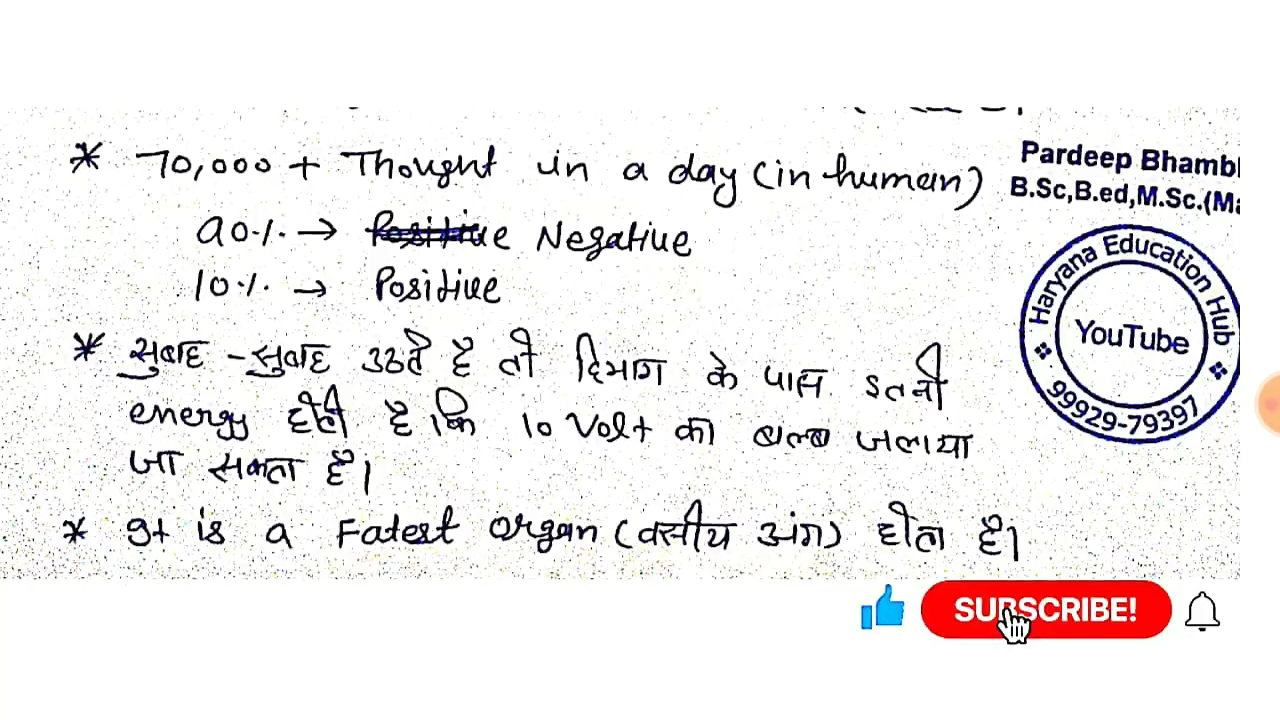 * 70,000 + Thought in a day (in human)
90% → Negative
10% → Positive
* सुबह - सुबह उठते है तो दिमाग के पास इतनी
energy होती है कि 10 Volt का बल्ब जलाया
जा सकता है।
* It is a Fatest organ (वसीय अंग) होता है।
Pardeep Bhambl
B.Sc,B.ed,M.Sc.(Ma
Haryana Education Hub
YouTube
99929-79397
SUBSCRIBE!